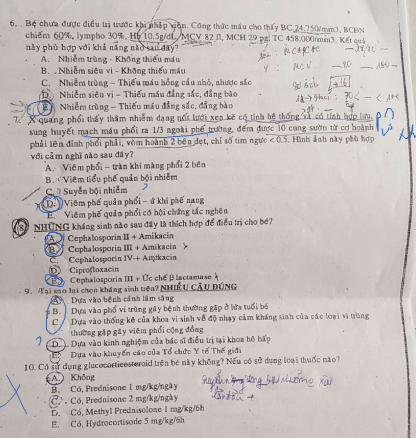 6. Bé chưa được điều trị trước khi nhập viện. Công thức máu cho thấy BC 24.750/mm3, BCĐN
chiếm 60%, lympho 30%, Hb 10.5g/dL, MCV 82 fl, MCH 29 pg, TC 458.000/mm3. Kết quả
này phù hợp với khả năng nào sau đây?
A. Nhiễm trùng - Không thiếu máu
B. Nhiễm siêu vi - Không thiếu máu
C. Nhiễm trùng – Thiếu máu hồng cầu nhỏ, nhược sắc
D. Nhiễm siêu vi – Thiếu máu đẳng sắc, đẳng bào
E. Nhiễm trùng – Thiếu máu đẳng sắc, đẳng bào
7. X quang phổi thấy thâm nhiễm dạng nốt lưới xen kẽ có tính hệ thống và có tính hợp lưu,
sung huyết mạch máu phổi ra 1/3 ngoài phế trường, đếm được 10 cung sườn từ cơ hoành
phải lên đỉnh phổi phải, vòm hoành 2 bên dẹt, chỉ số tim ngực < 0.5. Hình ảnh này phù hợp
với cảm nghĩ nào sau đây?
A. Viêm phổi – tràn khí màng phổi 2 bên
B. Viêm tiểu phế quản bội nhiễm
C. Suyễn bội nhiễm
D. Viêm phế quản phổi – ứ khí phế nang
E. Viêm phế quản phổi có hội chứng tắc nghẽn
8. NHỮNG kháng sinh nào sau đây là thích hợp để điều trị cho bé?
A. Cephalosporin II + Amikacin
B. Cephalosporin III + Amikacin
C. Cephalosporin IV + Amikacin
D. Ciprofloxacin
E. Cephalosporin III + Ức chế β lactamase
9. Tại sao lại chọn kháng sinh trên? NHIỀU CÂU ĐÚNG
A. Dựa vào bệnh cảnh lâm sàng
B. Dựa vào phổ vi trùng gây bệnh thường gặp ở lứa tuổi bé
C. Dựa vào thống kê của khoa vi sinh về độ nhạy cảm kháng sinh của các loại vi trùng
thường gặp gây viêm phổi cộng đồng
D. Dựa vào kinh nghiệm của bác sĩ điều trị tại khoa hô hấp
E. Dựa vào khuyến cáo của Tổ chức Y tế Thế giới
10. Có sử dụng glucocorticosteroid trên bé này không? Nếu có sử dụng loại thuốc nào?
A. Không
B. Có, Prednisone 1 mg/kg/ngày
C. Có, Prednisone 2 mg/kg/ngày
D. Có, Methyl Prednisolone 1 mg/kg/6h
E. Có, Hydrocortisone 5 mg/kg/6h